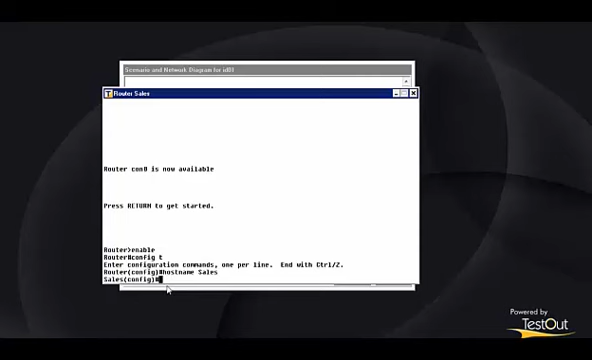 Scenario and Network Diagram for id01
Router Sales
Router con0 is now available
Press RETURN to get started.
Router>enable
Router#config t
Enter configuration commands, one per line. End with Ctrl/Z.
Router(config)#hostname Sales
Sales(config)#
Powered by
TestOut